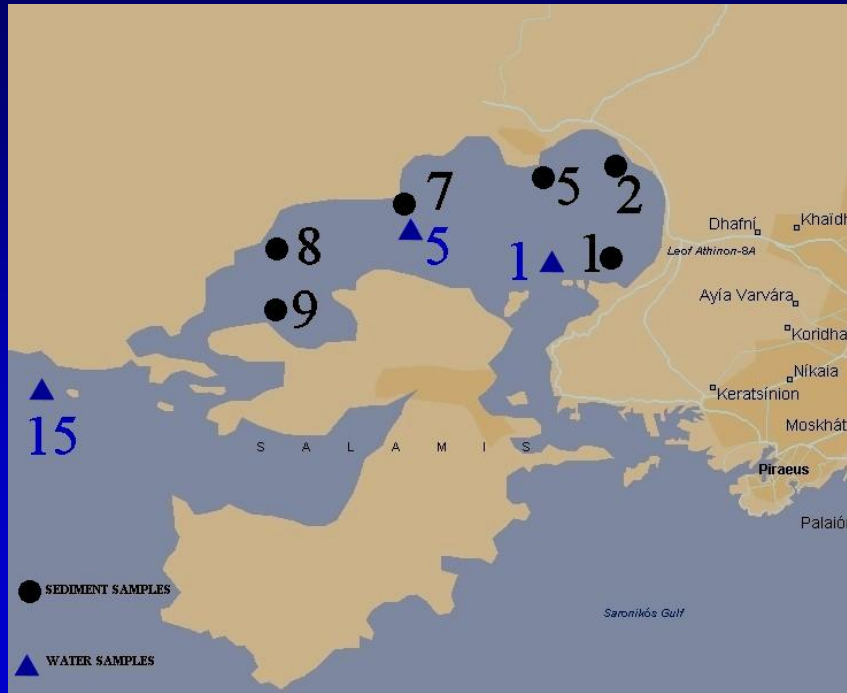 7
5
2
Dhafní
Khaïdh
5
1
1
Leof Athinon-8A
8
9
Ayía Varvára
Koridha
Níkaia
Keratsínion
15
S A L A M I S
Moskhát
Piraeus
Palaió
SEDIMENT SAMPLES
Saronikós Gulf
WATER SAMPLES